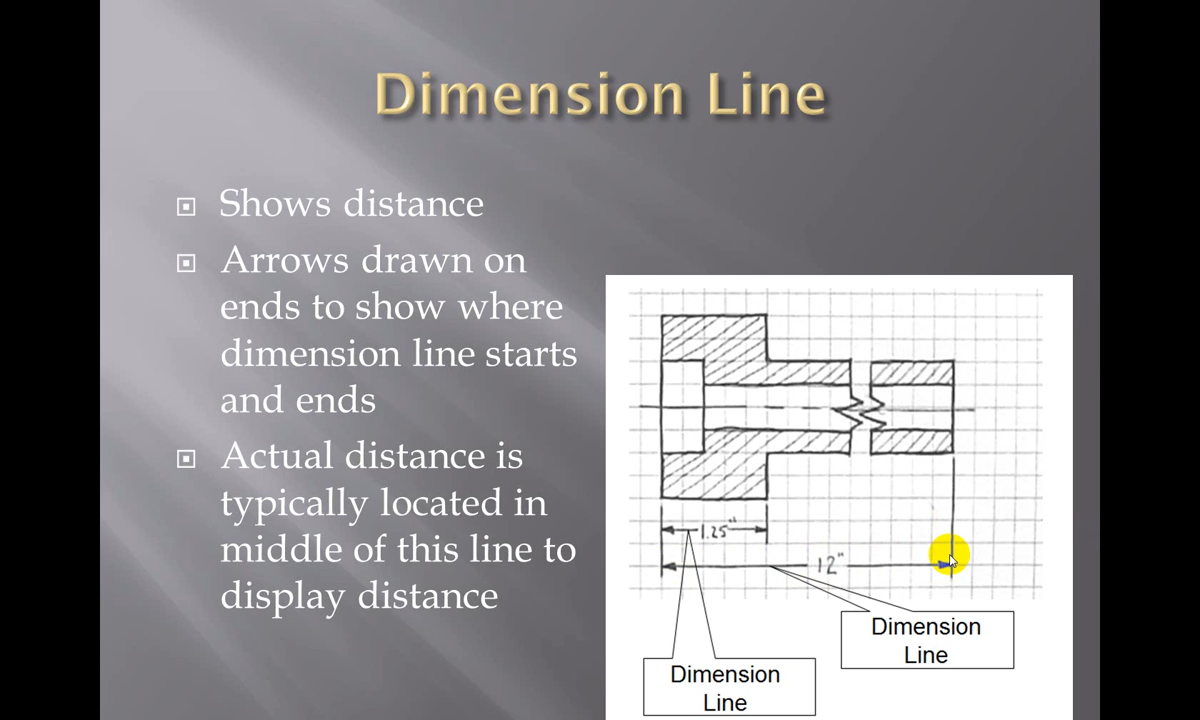 Dimension Line
Shows distance
Arrows drawn on
ends to show where
dimension line starts
and ends
Actual distance is
typically located in
middle of this line to
display distance
1.25"
12"
Dimension
Line
Dimension
Line